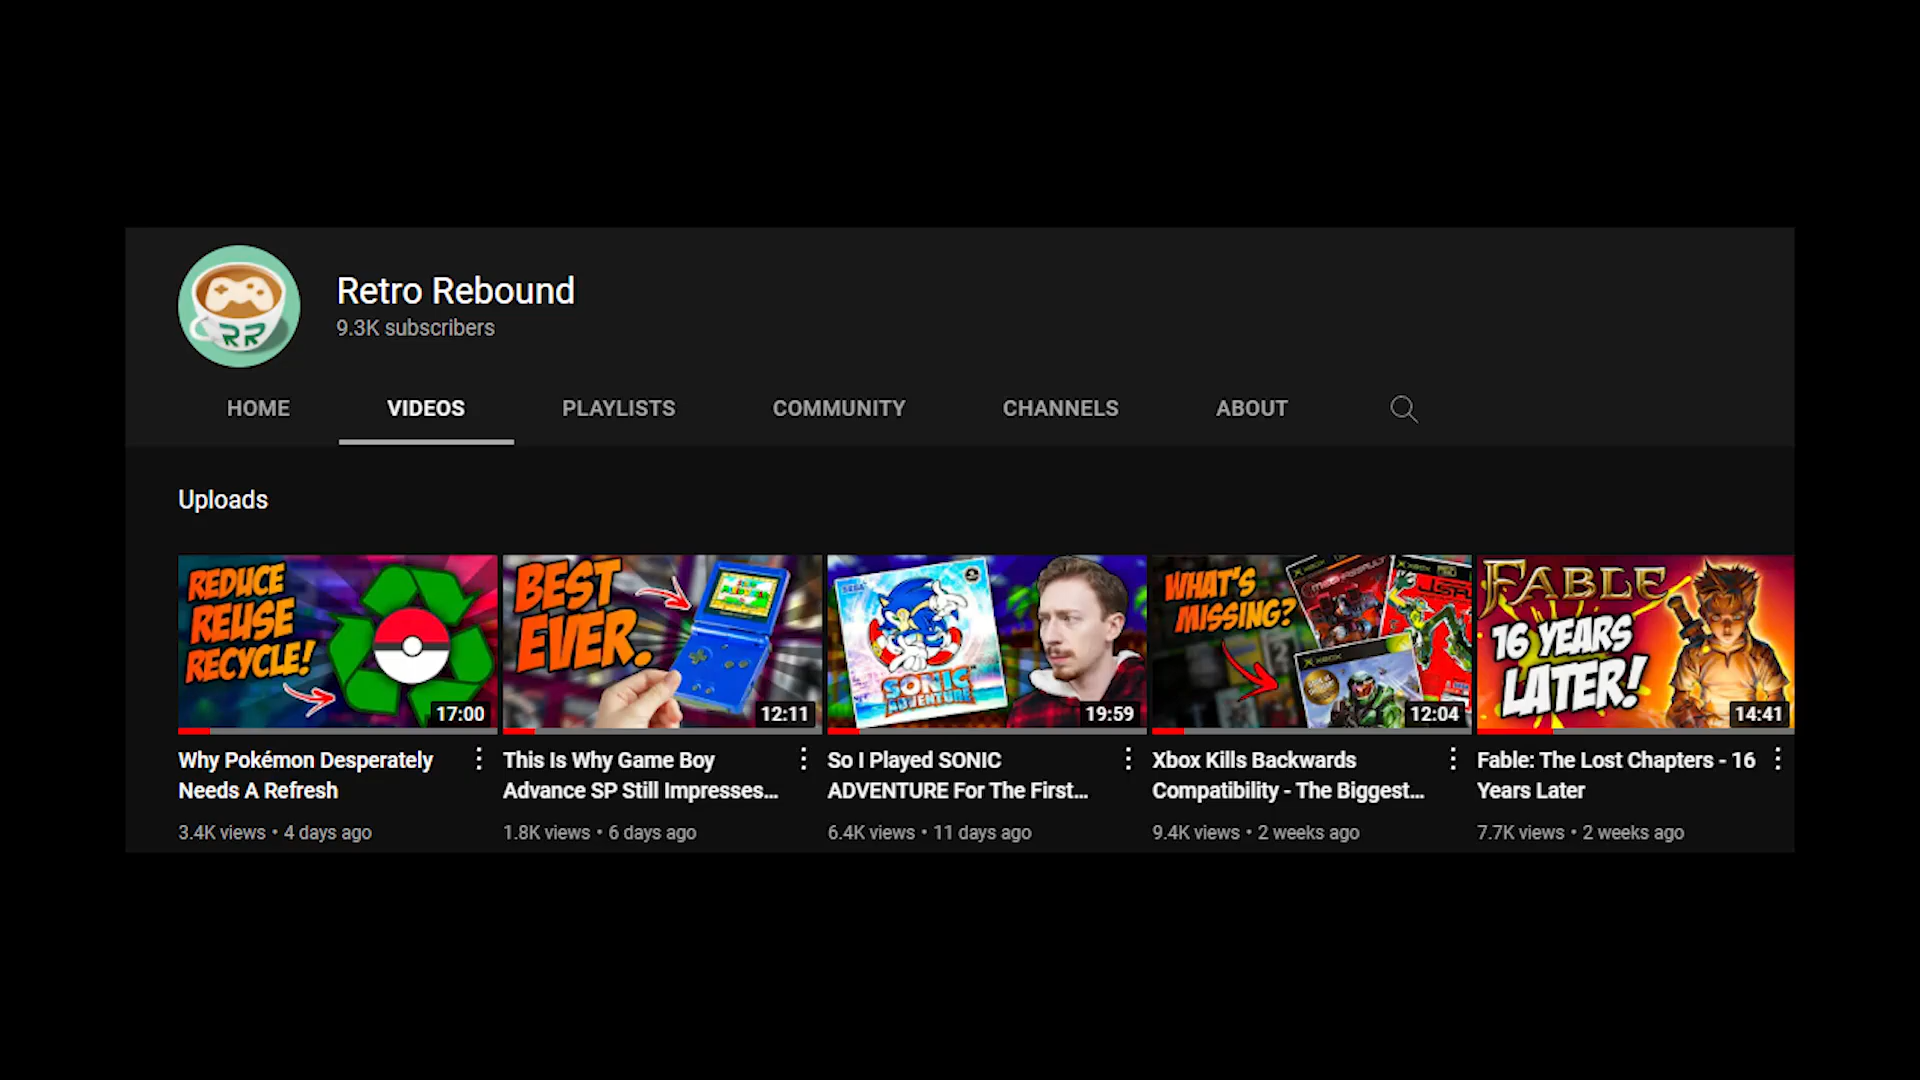 RR
Retro Rebound
9.3K subscribers
HOME
VIDEOS
PLAYLISTS
COMMUNITY
CHANNELS
ABOUT
Uploads
REDUCE
REUSE
RECYCLE!
17:00
Why Pokémon Desperately
Needs A Refresh
3.4K views • 4 days ago
BEST
EVER.
12:11
This Is Why Game Boy
Advance SP Still Impresses...
1.8K views • 6 days ago
SEGA
SONIC
ADVENTURE
19:59
So I Played SONIC
ADVENTURE For The First...
6.4K views • 11 days ago
WHAT'S
MISSING?
XBOX
12:04
Xbox Kills Backwards
Compatibility - The Biggest...
9.4K views • 2 weeks ago
FABLE
16 YEARS
LATER!
14:41
Fable: The Lost Chapters - 16
Years Later
7.7K views • 2 weeks ago